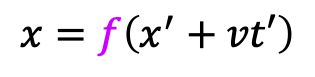 x = f(x′ + vt′)